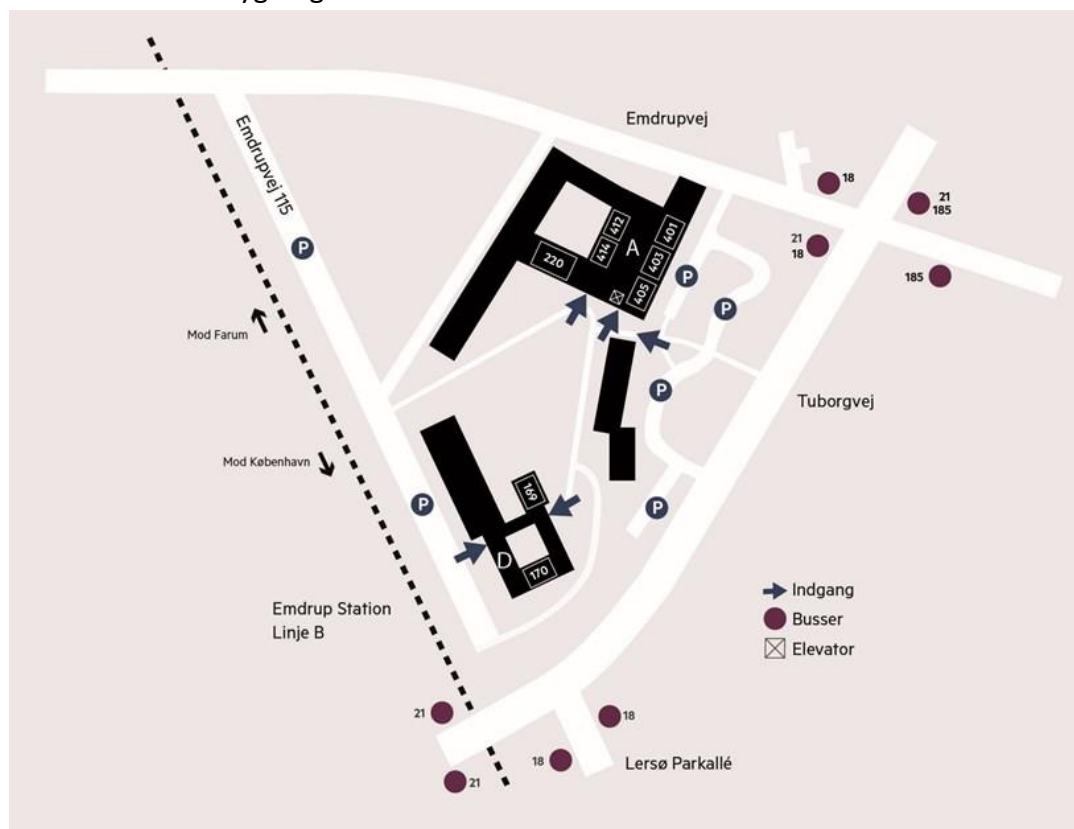 Emdrupvej
Emdrupvej 115
18
21
185
21
18
185
412
414
401
403
405
220
A
P
P
P
P
P
P
Mod Farum
Tuborgvej
Mod København
169
D
170
Indgang
Busser
Elevator
Emdrup Station
Linje B
21
18
18
21
Lersø Parkallé